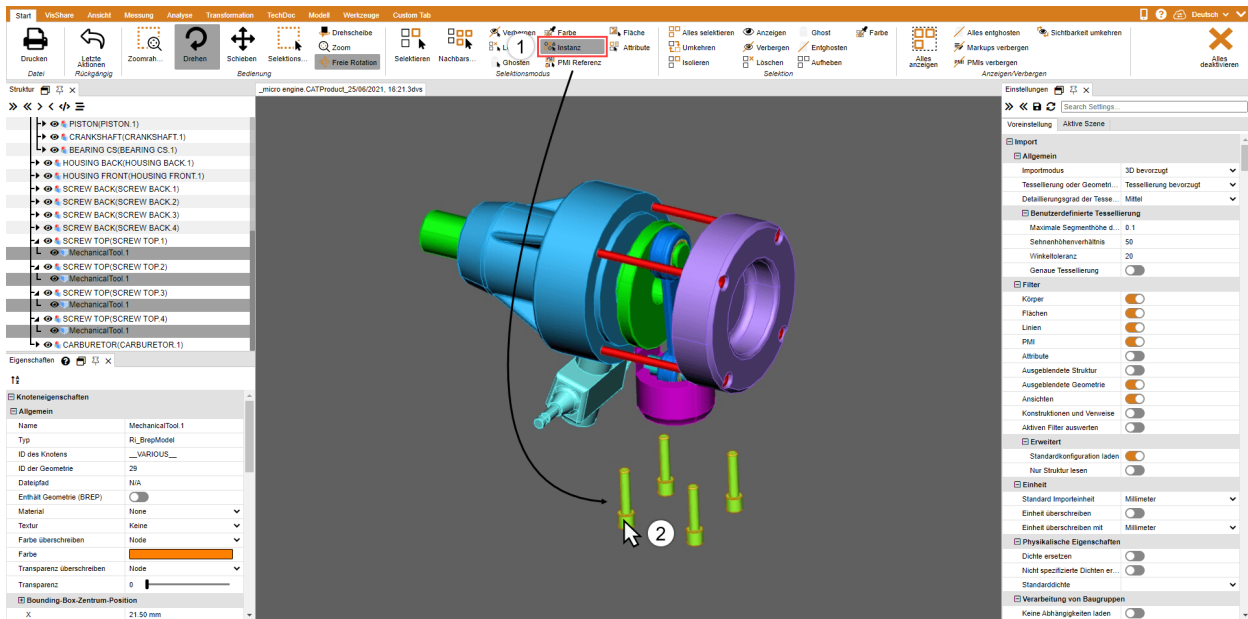 Start VisShare Ansicht Messung Analyse Transformation TechDoc Modell Werkzeuge Custom Tab Deutsch
Drucken
Letzte Aktionen
Zoomrah...
Drehen
Schieben
Selektions...
Drehscheibe
Zoom
Freie Rotation
Selektieren
Nachbars...
Verbergen
Ghosten
Farbe
Instanz
PMI Referenz
Fläche
Attribute
Alles selektieren
Umkehren
Isolieren
Anzeigen
Verbergen
Löschen
Ghost
Entghosten
Aufheben
Farbe
Alles anzeigen
Alles entghosten
Markups verbergen
PMIs verbergen
Sichtbarkeit umkehren
Alles deaktivieren
Datei Rückgängig Bedienung Selektionsmodus Selektion Anzeigen/Verbergen
1
Struktur
PISTON(PISTON.1)
CRANKSHAFT(CRANKSHAFT.1)
BEARING CS(BEARING CS.1)
HOUSING BACK(HOUSING BACK.1)
HOUSING FRONT(HOUSING FRONT.1)
SCREW BACK(SCREW BACK.1)
SCREW BACK(SCREW BACK.2)
SCREW BACK(SCREW BACK.3)
SCREW BACK(SCREW BACK.4)
SCREW TOP(SCREW TOP.1)
MechanicalTool.1
SCREW TOP(SCREW TOP.2)
MechanicalTool.1
SCREW TOP(SCREW TOP.3)
MechanicalTool.1
SCREW TOP(SCREW TOP.4)
MechanicalTool.1
CARBURETOR(CARBURETOR.1)
Eigenschaften
Knoteneigenschaften
Allgemein
Name MechanicalTool.1
Typ Ri_BrepModel
ID des Knotens __VARIOUS__
ID der Geometrie 29
Dateipfad N/A
Enthält Geometrie (BREP)
Material None
Textur Keine
Farbe überschreiben Node
Farbe
Transparenz überschreiben Node
Transparenz 0
Bounding-Box-Zentrum-Position
X 21.50 mm
_micro engine.CATProduct_25/06/2021, 16:21.3dvs
2
Einstellungen
Search Settings...
Voreinstellung Aktive Szene
Import
Allgemein
Importmodus 3D bevorzugt
Tessellierung oder Geometri... Tessellierung bevorzugt
Detaillierungsgrad der Tesse... Mittel
Benutzerdefinierte Tessellierung
Maximale Segmenthöhe d... 0.1
Sehnenhöhenverhältnis 50
Winkeltoleranz 20
Genaue Tessellierung
Filter
Körper
Flächen
Linien
PMI
Attribute
Ausgeblendete Struktur
Ausgeblendete Geometrie
Ansichten
Konstruktionen und Verweise
Aktiven Filter auswerten
Erweitert
Standardkonfiguration laden
Nur Struktur lesen
Einheit
Standard Importeinheit Millimeter
Einheit überschreiben
Einheit überschreiben mit Millimeter
Physikalische Eigenschaften
Dichte ersetzen
Nicht spezifizierte Dichten er...
Standarddichte
Verarbeitung von Baugruppen
Keine Abhängigkeiten laden